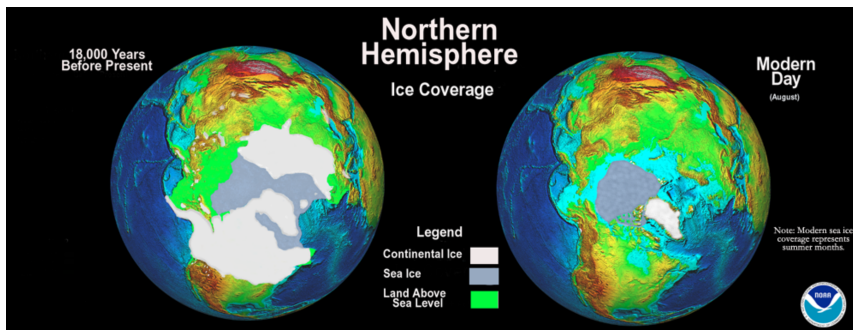 Northern
Hemisphere
Ice Coverage
18,000 Years
Before Present
Modern
Day
(August)
Legend
Continental Ice
Sea Ice
Land Above
Sea Level
Note: Modern sea ice
coverage represents
summer months.
NOAA